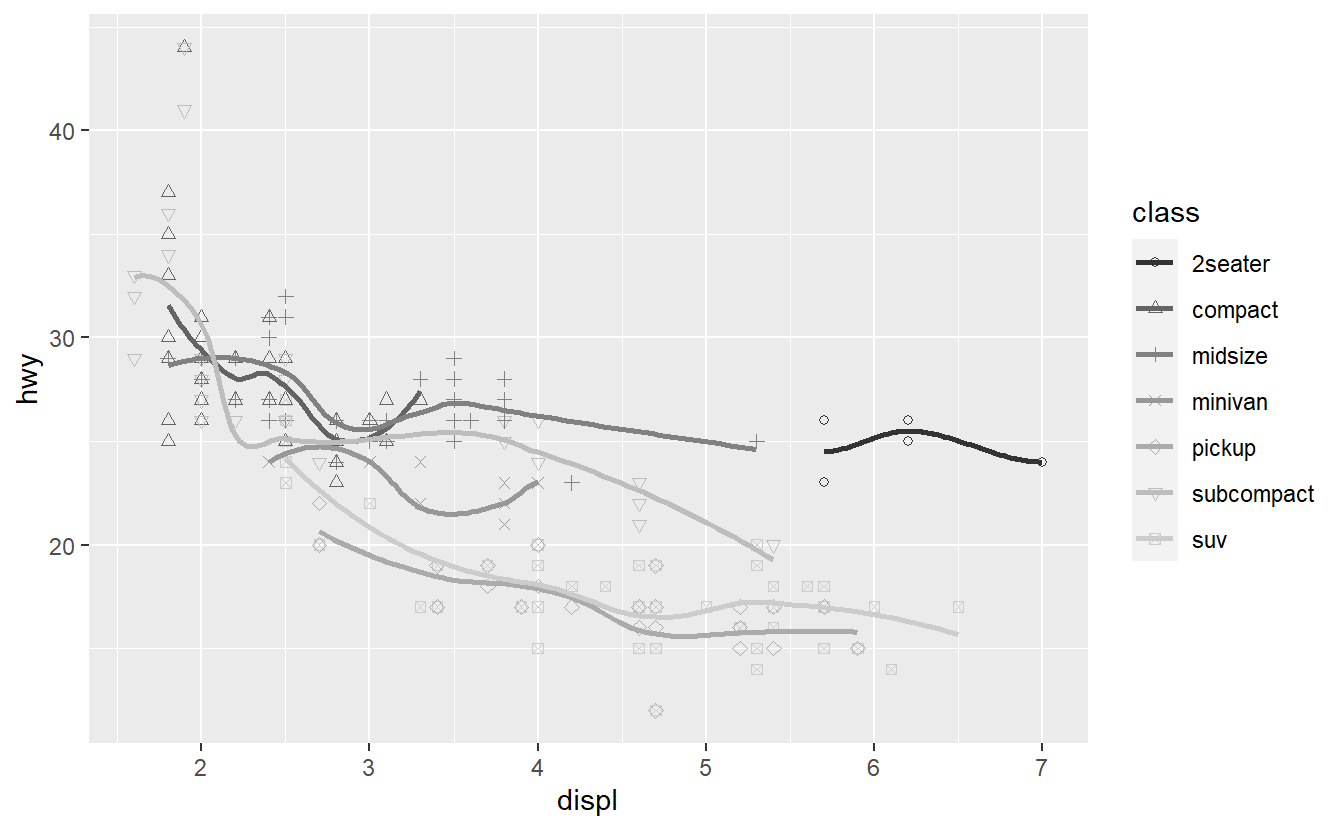 hwy
40
30
20
2
3
4
5
6
7
displ
class
2seater
compact
midsize
minivan
pickup
subcompact
suv